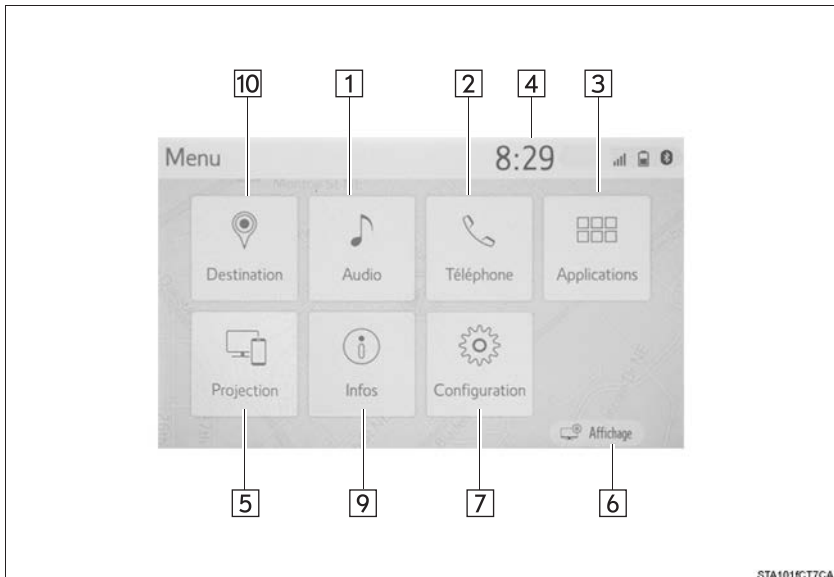 10 1 2 4 3
Menu 8:29
Destination Audio Téléphone Applications
Projection Infos Configuration
Affichage
5 9 7 6